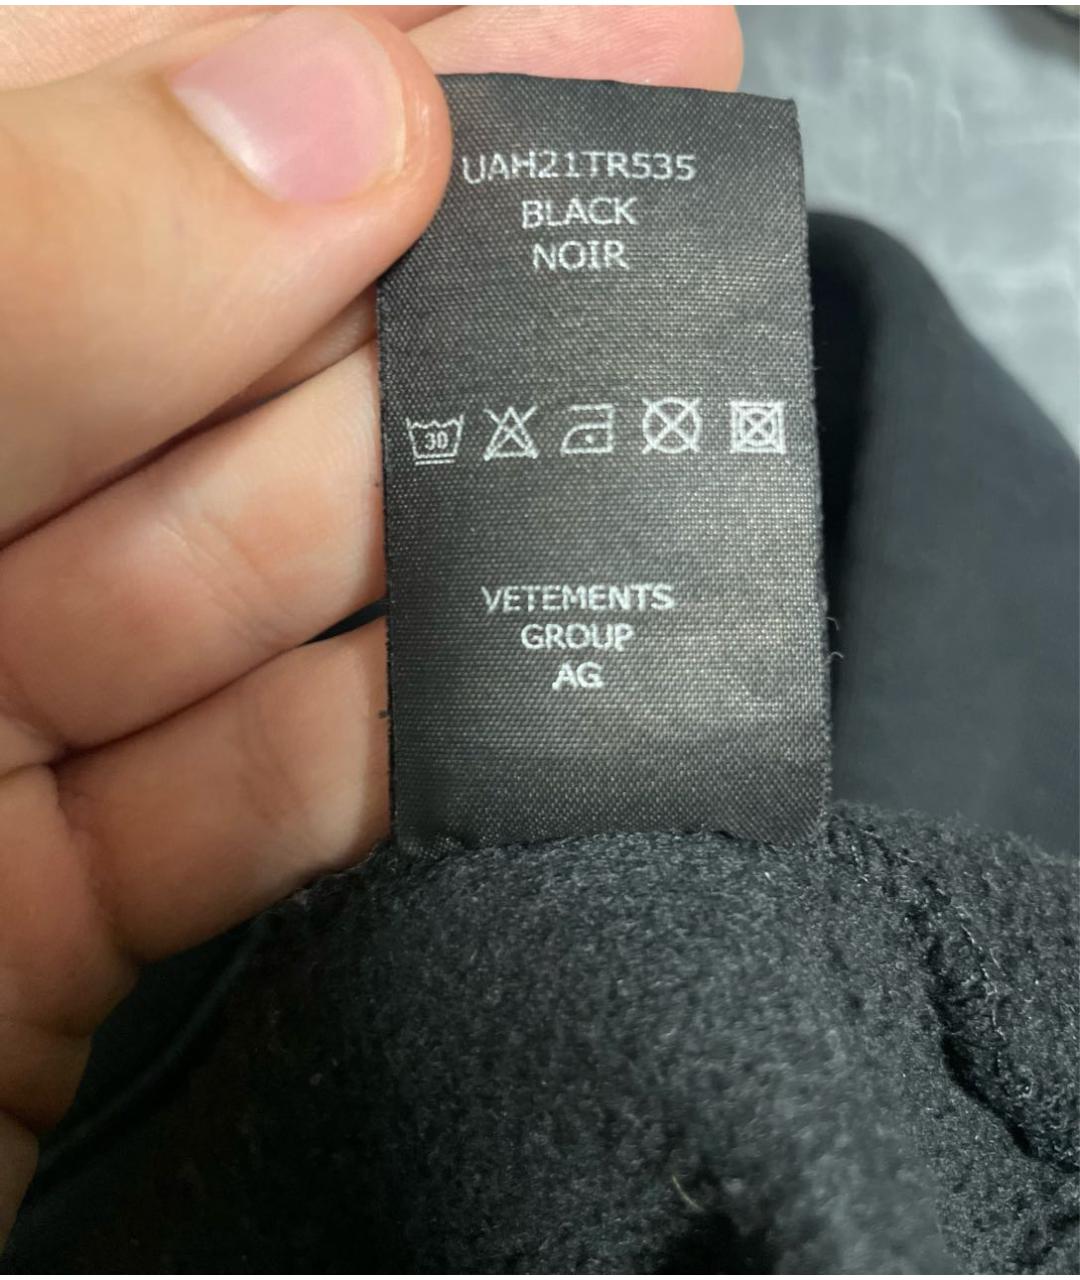 UAH21TR535
BLACK
NOIR
30
VETEMENTS
GROUP
AG